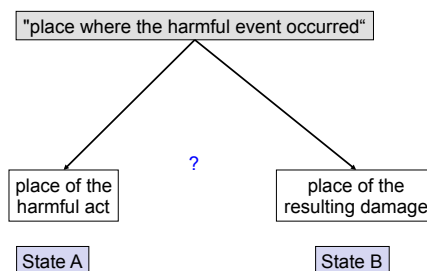 "place where the harmful event occurred“
?
place of the
harmful act
place of the
resulting damage
State A
State B